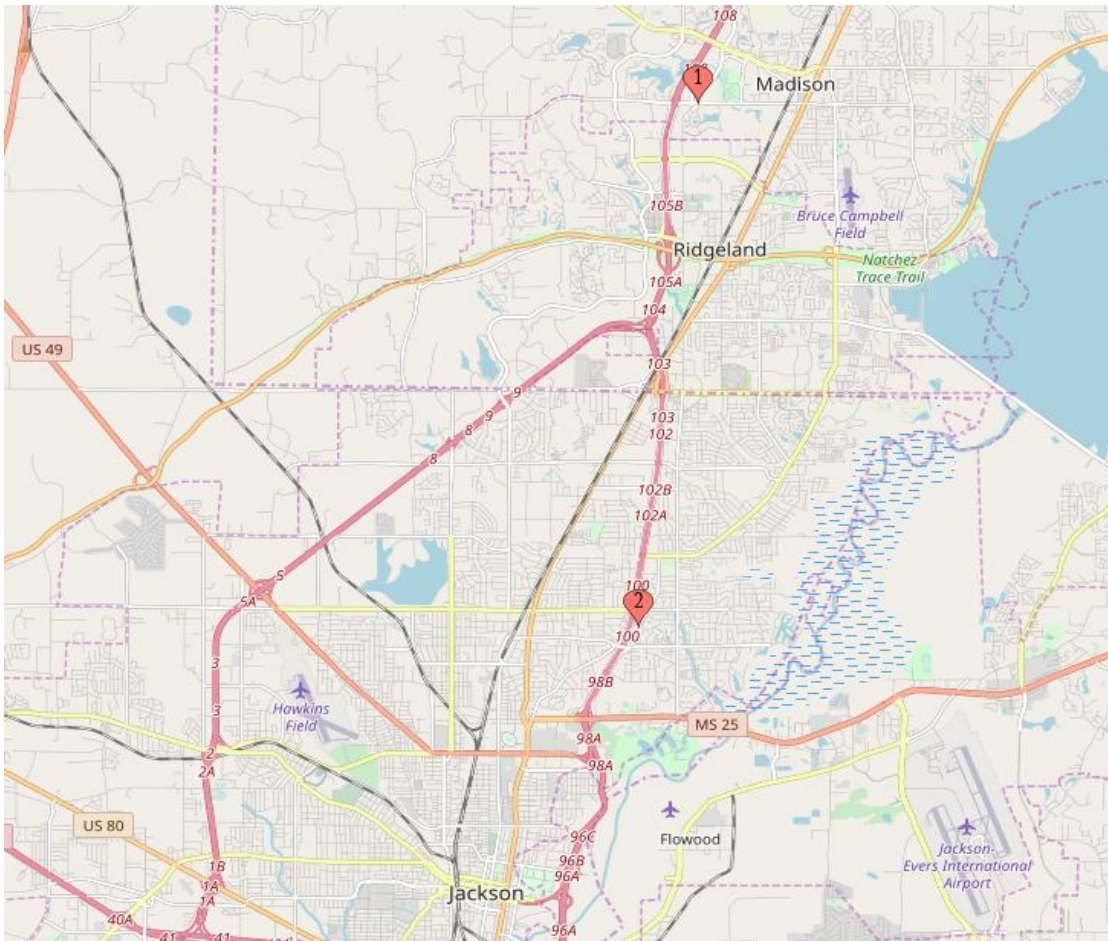 108
1
Madison
105B
Bruce Campbell
Field
Ridgeland
Natchez
Trace Trail
105A
104
US 49
103
9
9
103
8
102
8
102B
102A
5
100
5A
2
100
3
98B
Hawkins
Field
3
MS 25
98A
2
2A
98A
US 80
Flowood
96C
Jackson-
Evers International
Airport
1B
96B
96A
1A
Jackson
1A
40A
41
41
96A